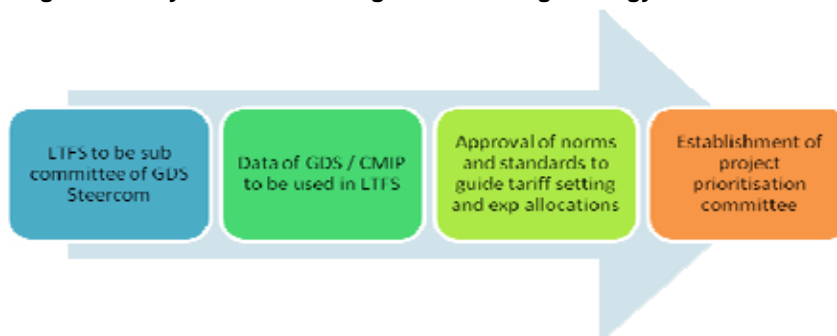 LTFS to be sub
committee of GDS
Steercom
Data of GDS / CMIP
to be used in LTFS
Approval of norms
and standards to
guide tariff setting
and exp allocations
Establishment of
project
prioritisation
committee